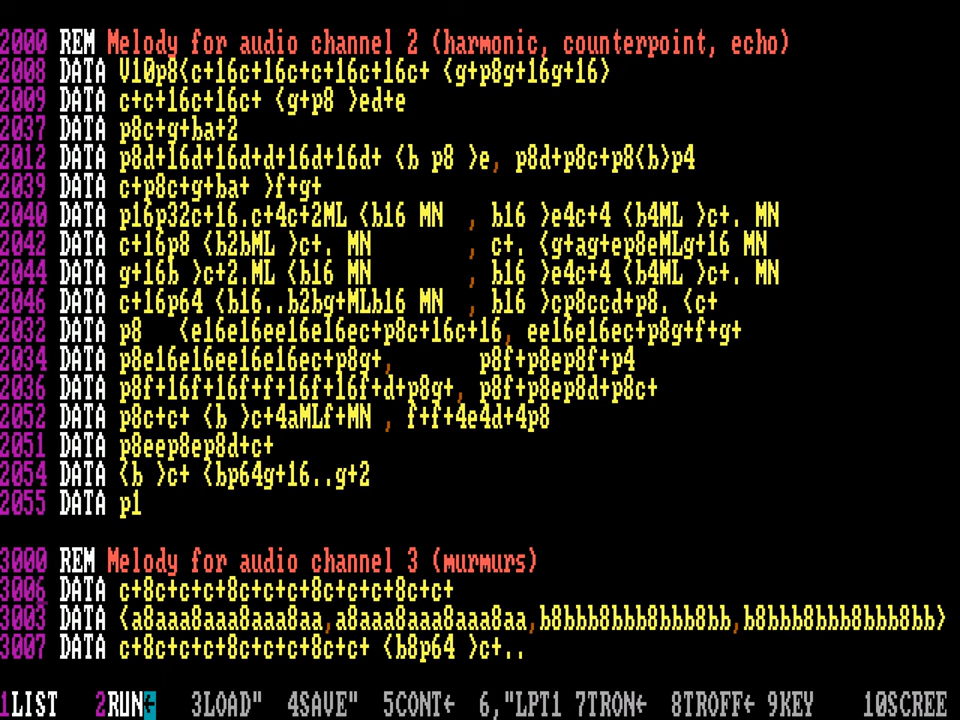 2000 REM Melody for audio channel 2 (harmonic, counterpoint, echo)
2008 DATA V10p8<c+16c+16c+c+16c+16c+ <g+p8g+16g+16>
2009 DATA c+c+16c+16c+ <g+p8 >ed+e
2037 DATA p8c+g+ba+2
2012 DATA p8d+16d+16d+d+16d+16d+ <b p8 >e, p8d+p8c+p8<b>p4
2039 DATA c+p8c+g+ba+ >f+g+
2040 DATA p16p32c+16.c+4c+2ML <b16 MN  , b16 >e4c+4 <b4ML >c+. MN
2042 DATA c+16p8 <b2bML >c+. MN        , c+. <g+ag+ep8eMLg+16 MN
2044 DATA g+16b >c+2.ML <b16 MN        , b16 >e4c+4 <b4ML >c+. MN
2046 DATA c+16p64 <b16..b2bg+MLb16 MN  , b16 >cp8ccd+p8. <c+
2032 DATA p8   <e16e16ee16e16ec+p8c+16c+16, ee16e16ec+p8g+f+g+
2034 DATA p8e16e16ee16e16ec+p8g+,       p8f+p8ep8f+p4
2036 DATA p8f+16f+16f+f+16f+16f+d+p8g+, p8f+p8ep8d+p8c+
2052 DATA p8c+c+ <b >c+4aMLf+MN , f+f+4e4d+4p8
2051 DATA p8eep8ep8d+c+
2054 DATA <b >c+ <bp64g+16..g+2
2055 DATA p1
3000 REM Melody for audio channel 3 (murmurs)
3006 DATA c+8c+c+c+8c+c+c+8c+c+c+8c+c+
3003 DATA <a8aaa8aaa8aaa8aa,a8aaa8aaa8aaa8aa,b8bbb8bbb8bbb8bb,b8bbb8bbb8bbb8bb>
3007 DATA c+8c+c+c+8c+c+c+8c+c+ <b8p64 >c+..
1LIST 2RUN← 3LOAD" 4SAVE" 5CONT← 6,"LPT1 7TRON← 8TROFF← 9KEY 10SCREE